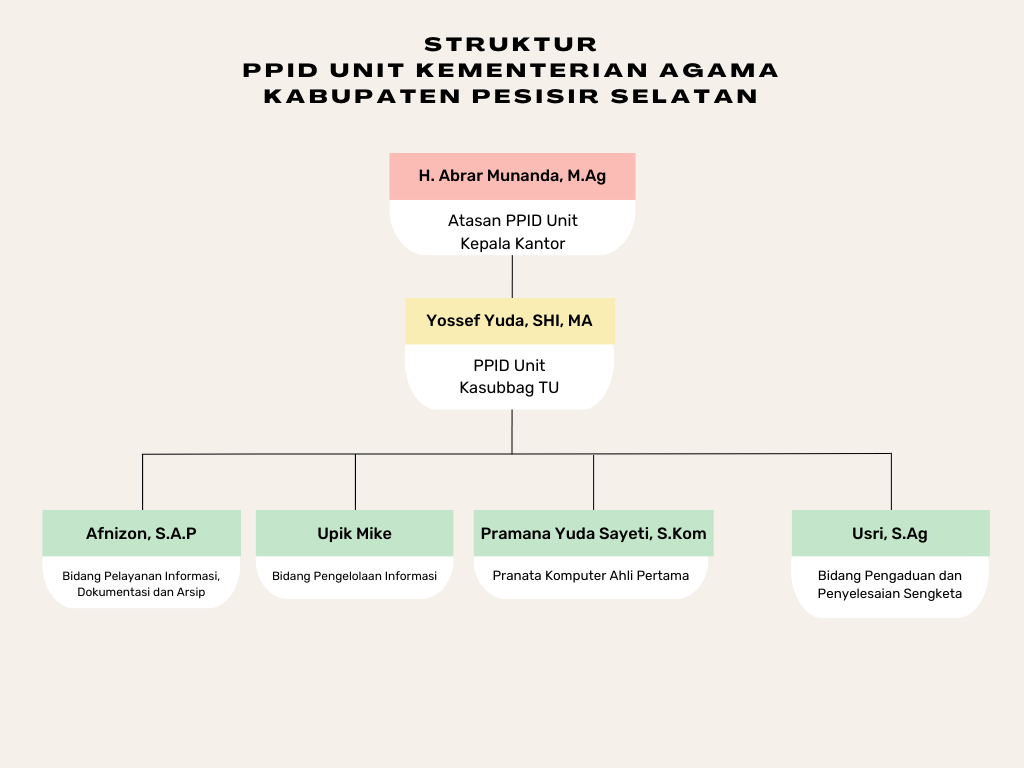 STRUKTUR
PPID UNIT KEMENTERIAN AGAMA
KABUPATEN PESISIR SELATAN
H. Abrar Munanda, M.Ag
Atasan PPID Unit
Kepala Kantor
Yossef Yuda, SHI, MA
PPID Unit
Kasubbag TU
Afnizon, S.A.P
Bidang Pelayanan Informasi,
Dokumentasi dan Arsip
Upik Mike
Bidang Pengelolaan Informasi
Pramana Yuda Sayeti, S.Kom
Pranata Komputer Ahli Pertama
Usri, S.Ag
Bidang Pengaduan dan
Penyelesaian Sengketa